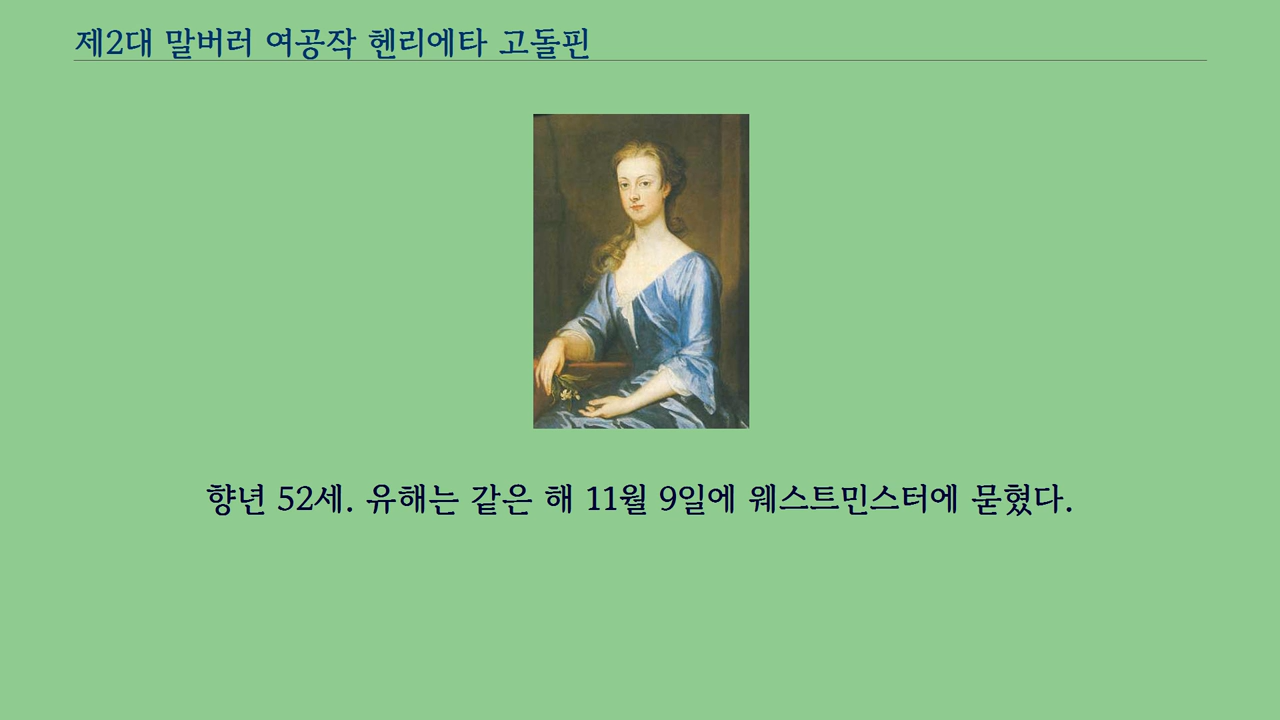 제2대 말버러 여공작 헨리에타 고돌핀
향년 52세. 유해는 같은 해 11월 9일에 웨스트민스터에 묻혔다.